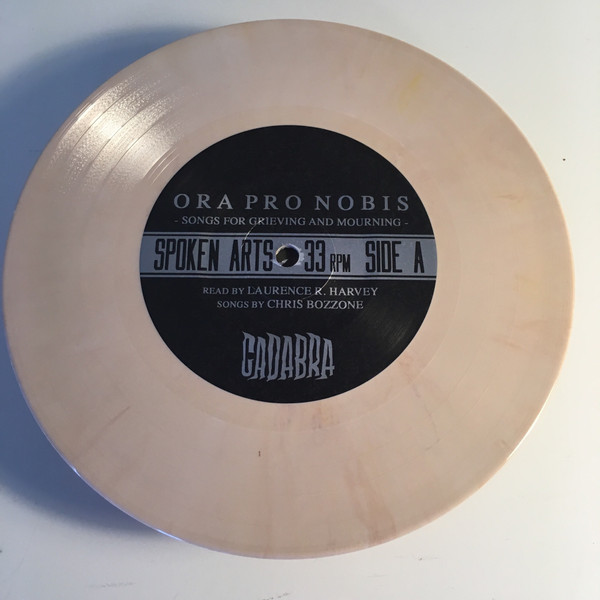 ORA PRO NOBIS
- SONGS FOR GRIEVING AND MOURNING -
SPOKEN ARTS 33 RPM SIDE A
READ BY LAURENCE R. HARVEY
SONGS BY CHRIS BOZZONE
CADABRA